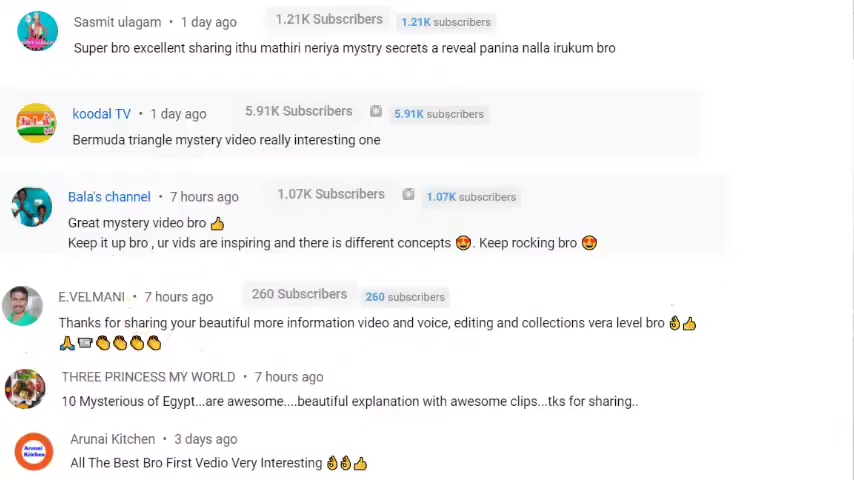 Sasmit ulagam • 1 day ago 1.21K Subscribers 1.21K subscribers
Super bro excellent sharing ithu mathiri neriya mystry secrets a reveal panina nalla irukum bro
koodal TV • 1 day ago 5.91K Subscribers 5.91K subscribers
Bermuda triangle mystery video really interesting one
Bala's channel • 7 hours ago 1.07K Subscribers 1.07K subscribers
Great mystery video bro 👍
Keep it up bro , ur vids are inspiring and there is different concepts 😍. Keep rocking bro 😍
E.VELMANI • 7 hours ago 260 Subscribers 260 subscribers
Thanks for sharing your beautiful more information video and voice, editing and collections vera level bro 👌👍
THREE PRINCESS MY WORLD • 7 hours ago
10 Mysterious of Egypt...are awesome....beautiful explanation with awesome clips...tks for sharing..
Arunai Kitchen • 3 days ago
Arunai
Kitchen
All The Best Bro First Vedio Very Interesting 👌👌👍